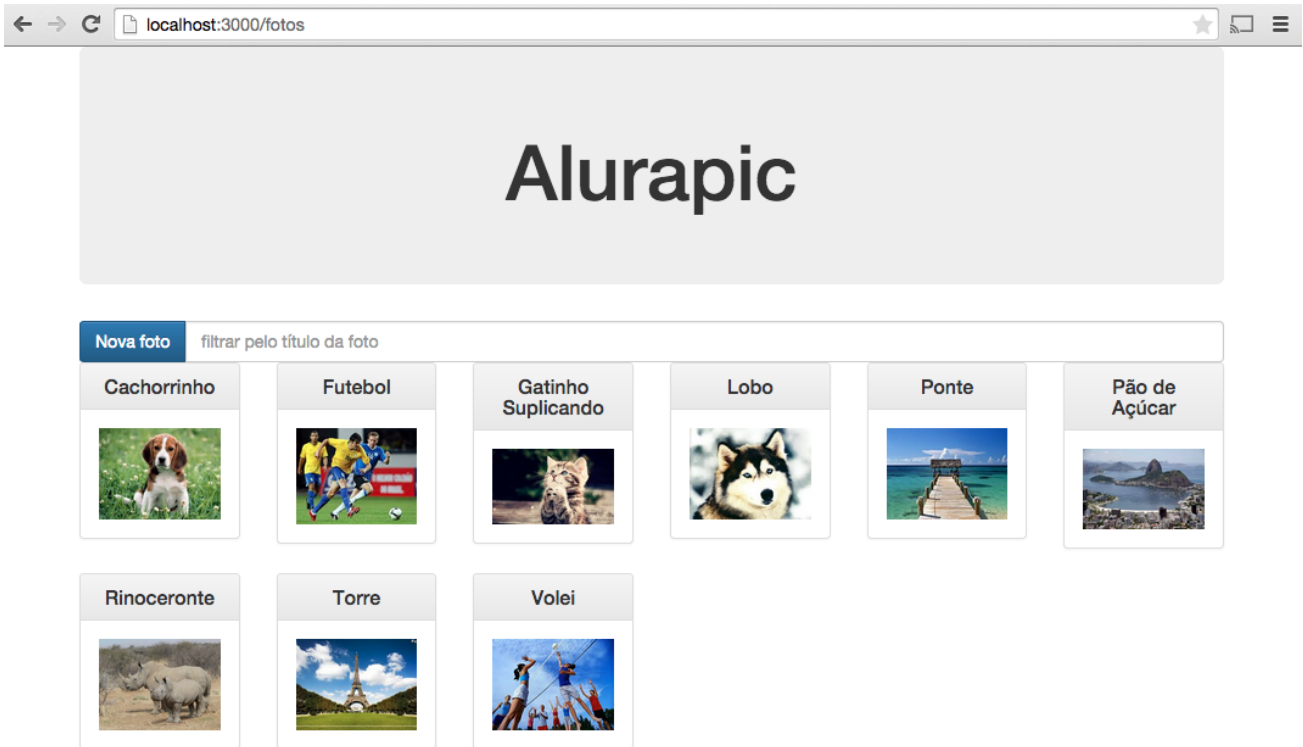 localhost:3000/fotos
Alurapic
Nova foto
filtrar pelo título da foto
Cachorrinho
Futebol
Gatinho
Suplicando
Lobo
Ponte
Pão de
Açúcar
Rinoceronte
Torre
Volei